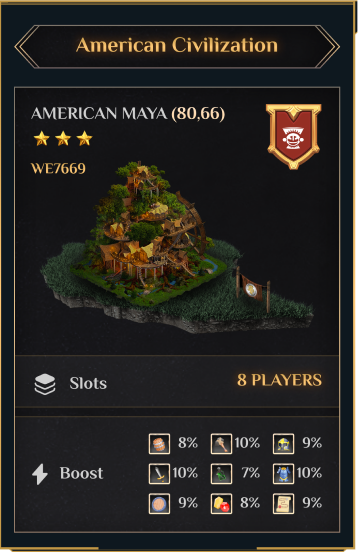 American Civilization
AMERICAN MAYA (80,66)
WE7669
Slots 8 PLAYERS
Boost
8% 10% 9%
10% 7% 10%
9% 8% 9%